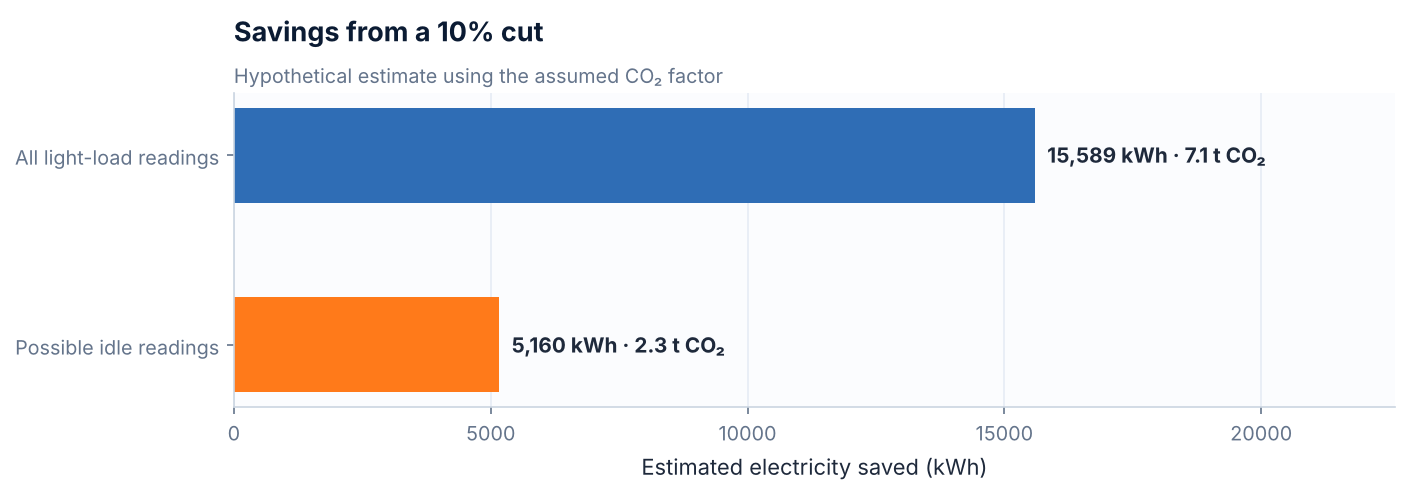 Savings from a 10% cut
Hypothetical estimate using the assumed CO₂ factor
All light-load readings
15,589 kWh · 7.1 t CO₂
Possible idle readings
5,160 kWh · 2.3 t CO₂
0 5000 10000 15000 20000
Estimated electricity saved (kWh)